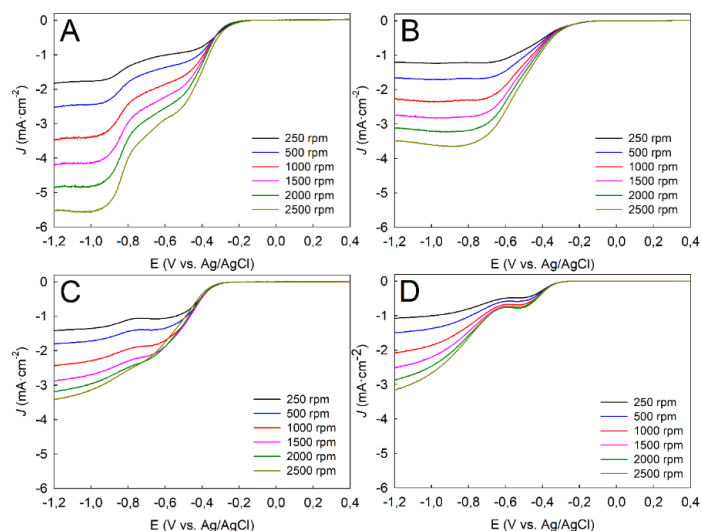 A
J (mA·cm-2)
0
-1
-2
-3
-4
-5
-6
250 rpm
500 rpm
1000 rpm
1500 rpm
2000 rpm
2500 rpm
-1,2 -1,0 -0,8 -0,6 -0,4 -0,2 0,0 0,2 0,4
E (V vs. Ag/AgCl)
B
J (mA·cm-2)
0
-1
-2
-3
-4
-5
-6
250 rpm
500 rpm
1000 rpm
1500 rpm
2000 rpm
2500 rpm
-1,2 -1,0 -0,8 -0,6 -0,4 -0,2 0,0 0,2 0,4
E (V vs. Ag/AgCl)
C
J (mA·cm-2)
0
-1
-2
-3
-4
-5
-6
250 rpm
500 rpm
1000 rpm
1500 rpm
2000 rpm
2500 rpm
-1,2 -1,0 -0,8 -0,6 -0,4 -0,2 0,0 0,2 0,4
E (V vs. Ag/AgCl)
D
J (mA·cm-2)
0
-1
-2
-3
-4
-5
-6
250 rpm
500 rpm
1000 rpm
1500 rpm
2000 rpm
2500 rpm
-1,2 -1,0 -0,8 -0,6 -0,4 -0,2 0,0 0,2 0,4
E (V vs. Ag/AgCl)